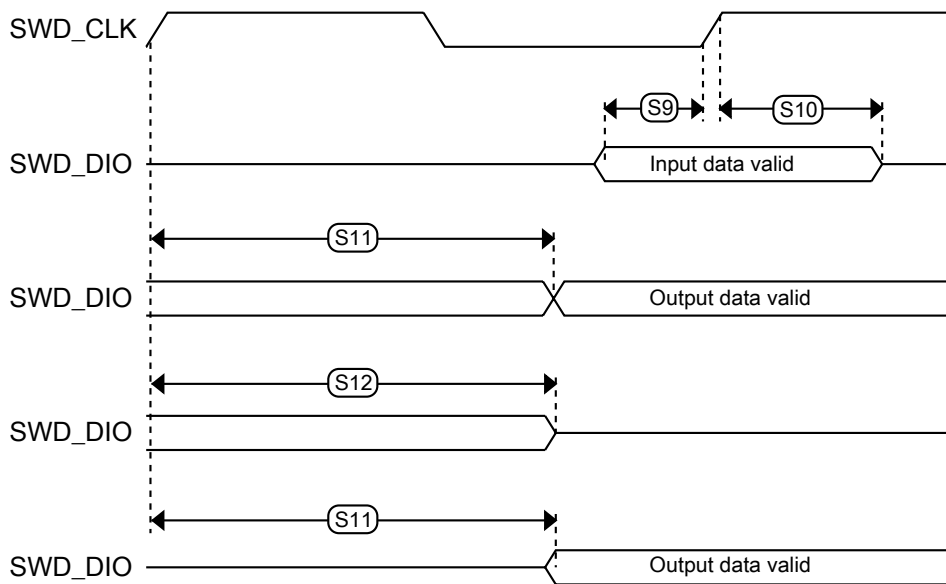 SWD_CLK
S9
S10
SWD_DIO
Input data valid
S11
SWD_DIO
Output data valid
S12
SWD_DIO
S11
SWD_DIO
Output data valid